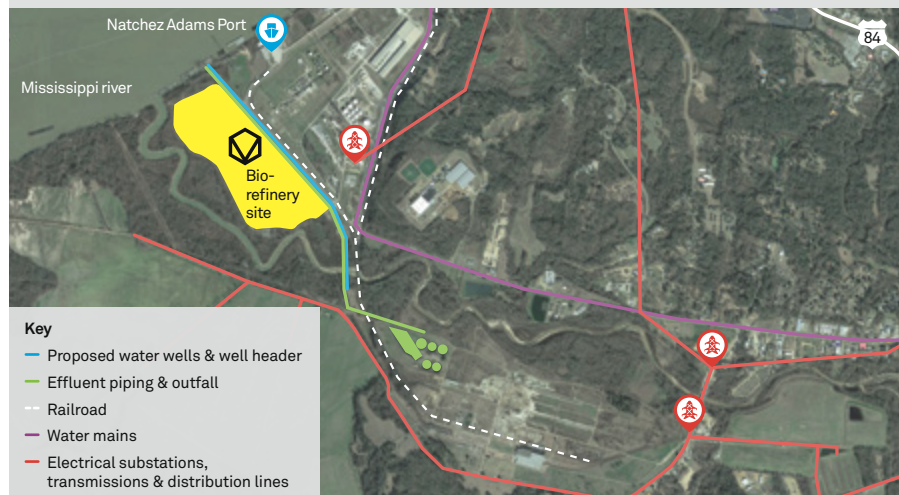 Natchez Adams Port
84
Mississippi river
Bio-
refinery
site
Key
Proposed water wells & well header
Effluent piping & outfall
Railroad
Water mains
Electrical substations,
transmissions & distribution lines